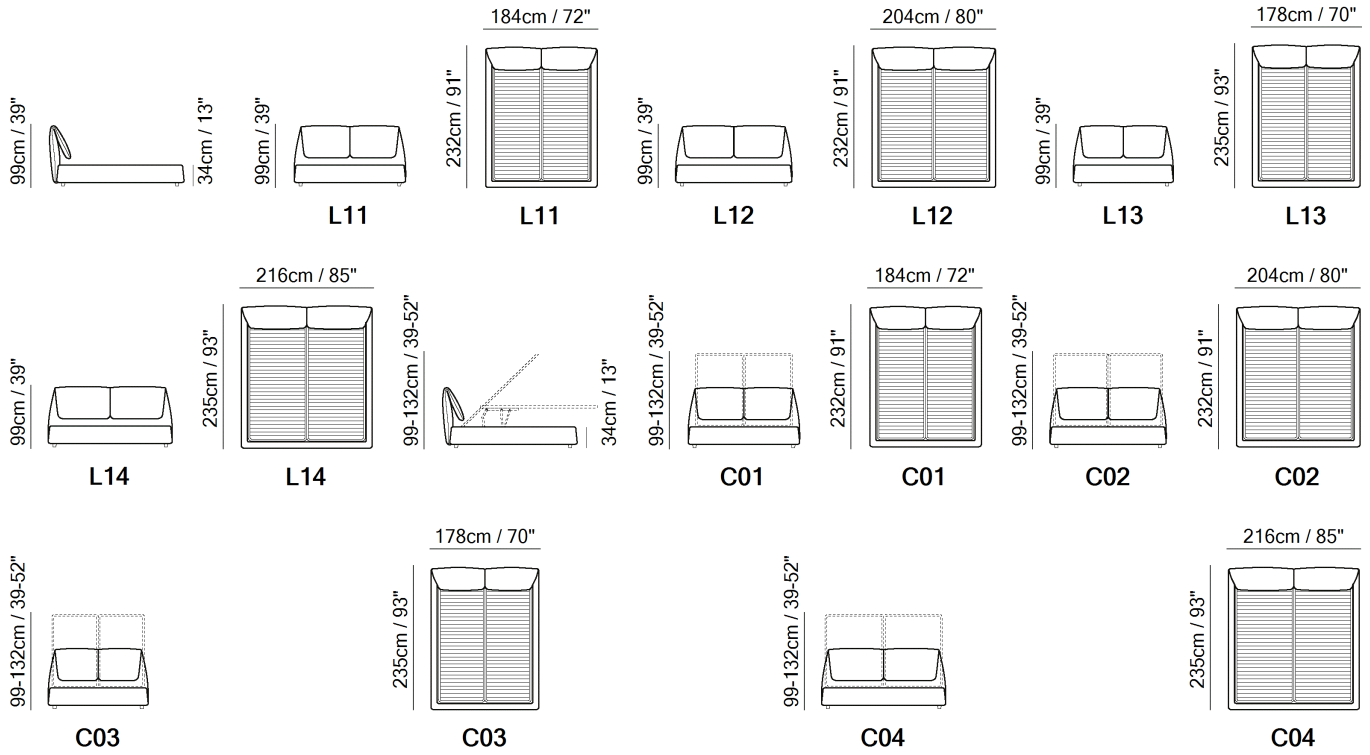 184cm / 72"
204cm / 80"
178cm / 70"
99cm / 39"
34cm / 13"
99cm / 39"
232cm / 91"
99cm / 39"
232cm / 91"
99cm / 39"
235cm / 93"
L11
L11
L12
L12
L13
L13
216cm / 85"
184cm / 72"
204cm / 80"
99cm / 39"
235cm / 93"
99-132cm / 39-52"
34cm / 13"
99-132cm / 39-52"
232cm / 91"
99-132cm / 39-52"
232cm / 91"
L14
L14
C01
C01
C02
C02
178cm / 70"
216cm / 85"
99-132cm / 39-52"
235cm / 93"
99-132cm / 39-52"
235cm / 93"
C03
C03
C04
C04